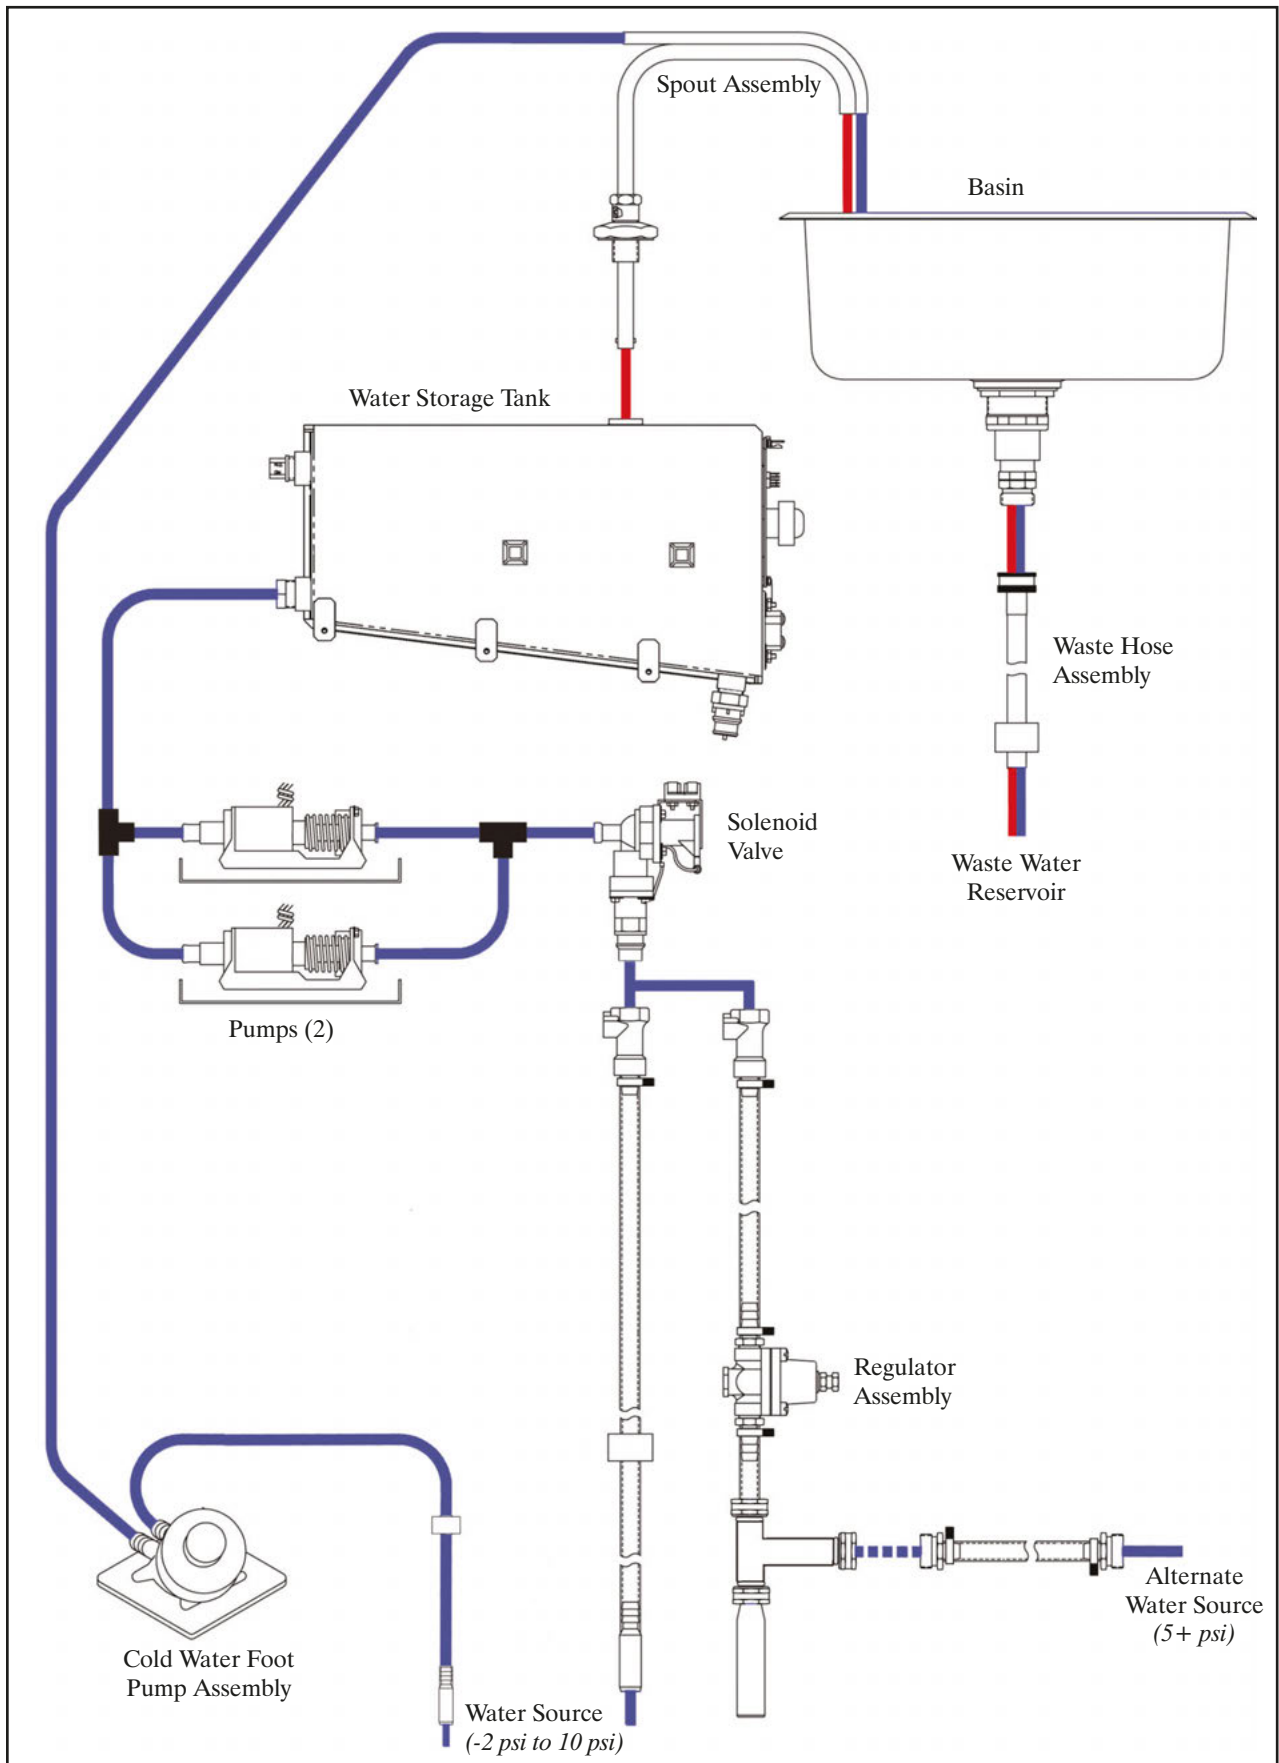 Spout Assembly
Basin
Water Storage Tank
Waste Hose
Assembly
Solenoid
Valve
Waste Water
Reservoir
Pumps (2)
Regulator
Assembly
Alternate
Water Source
(5+ psi)
Cold Water Foot
Pump Assembly
Water Source
(-2 psi to 10 psi)